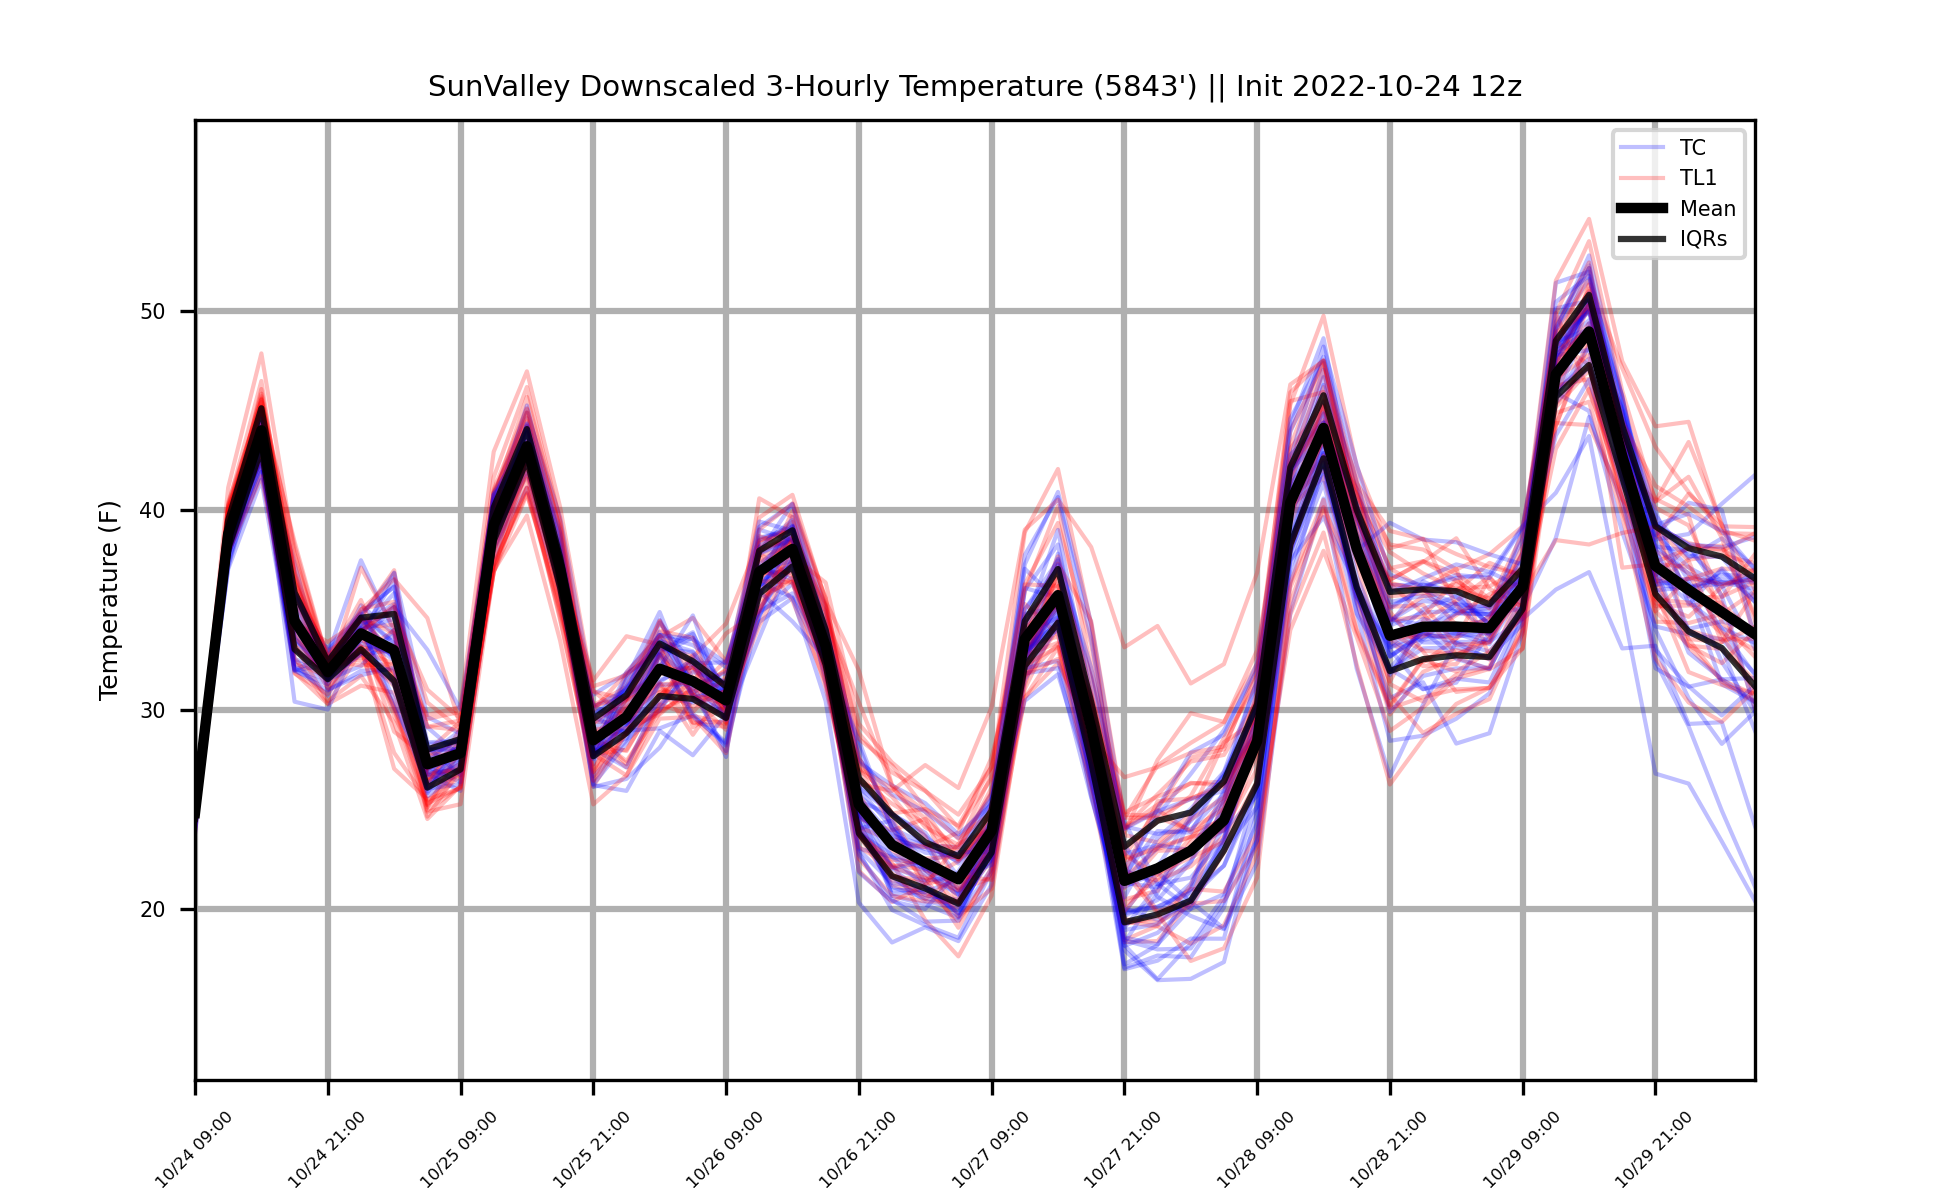 SunValley Downscaled 3-Hourly Temperature (5843') || Init 2022-10-24 12z
TC
TL1
Mean
IQRs
Temperature (F)
50
40
30
20
10/24 09:00
10/24 21:00
10/25 09:00
10/25 21:00
10/26 09:00
10/26 21:00
10/27 09:00
10/27 21:00
10/28 09:00
10/28 21:00
10/29 09:00
10/29 21:00